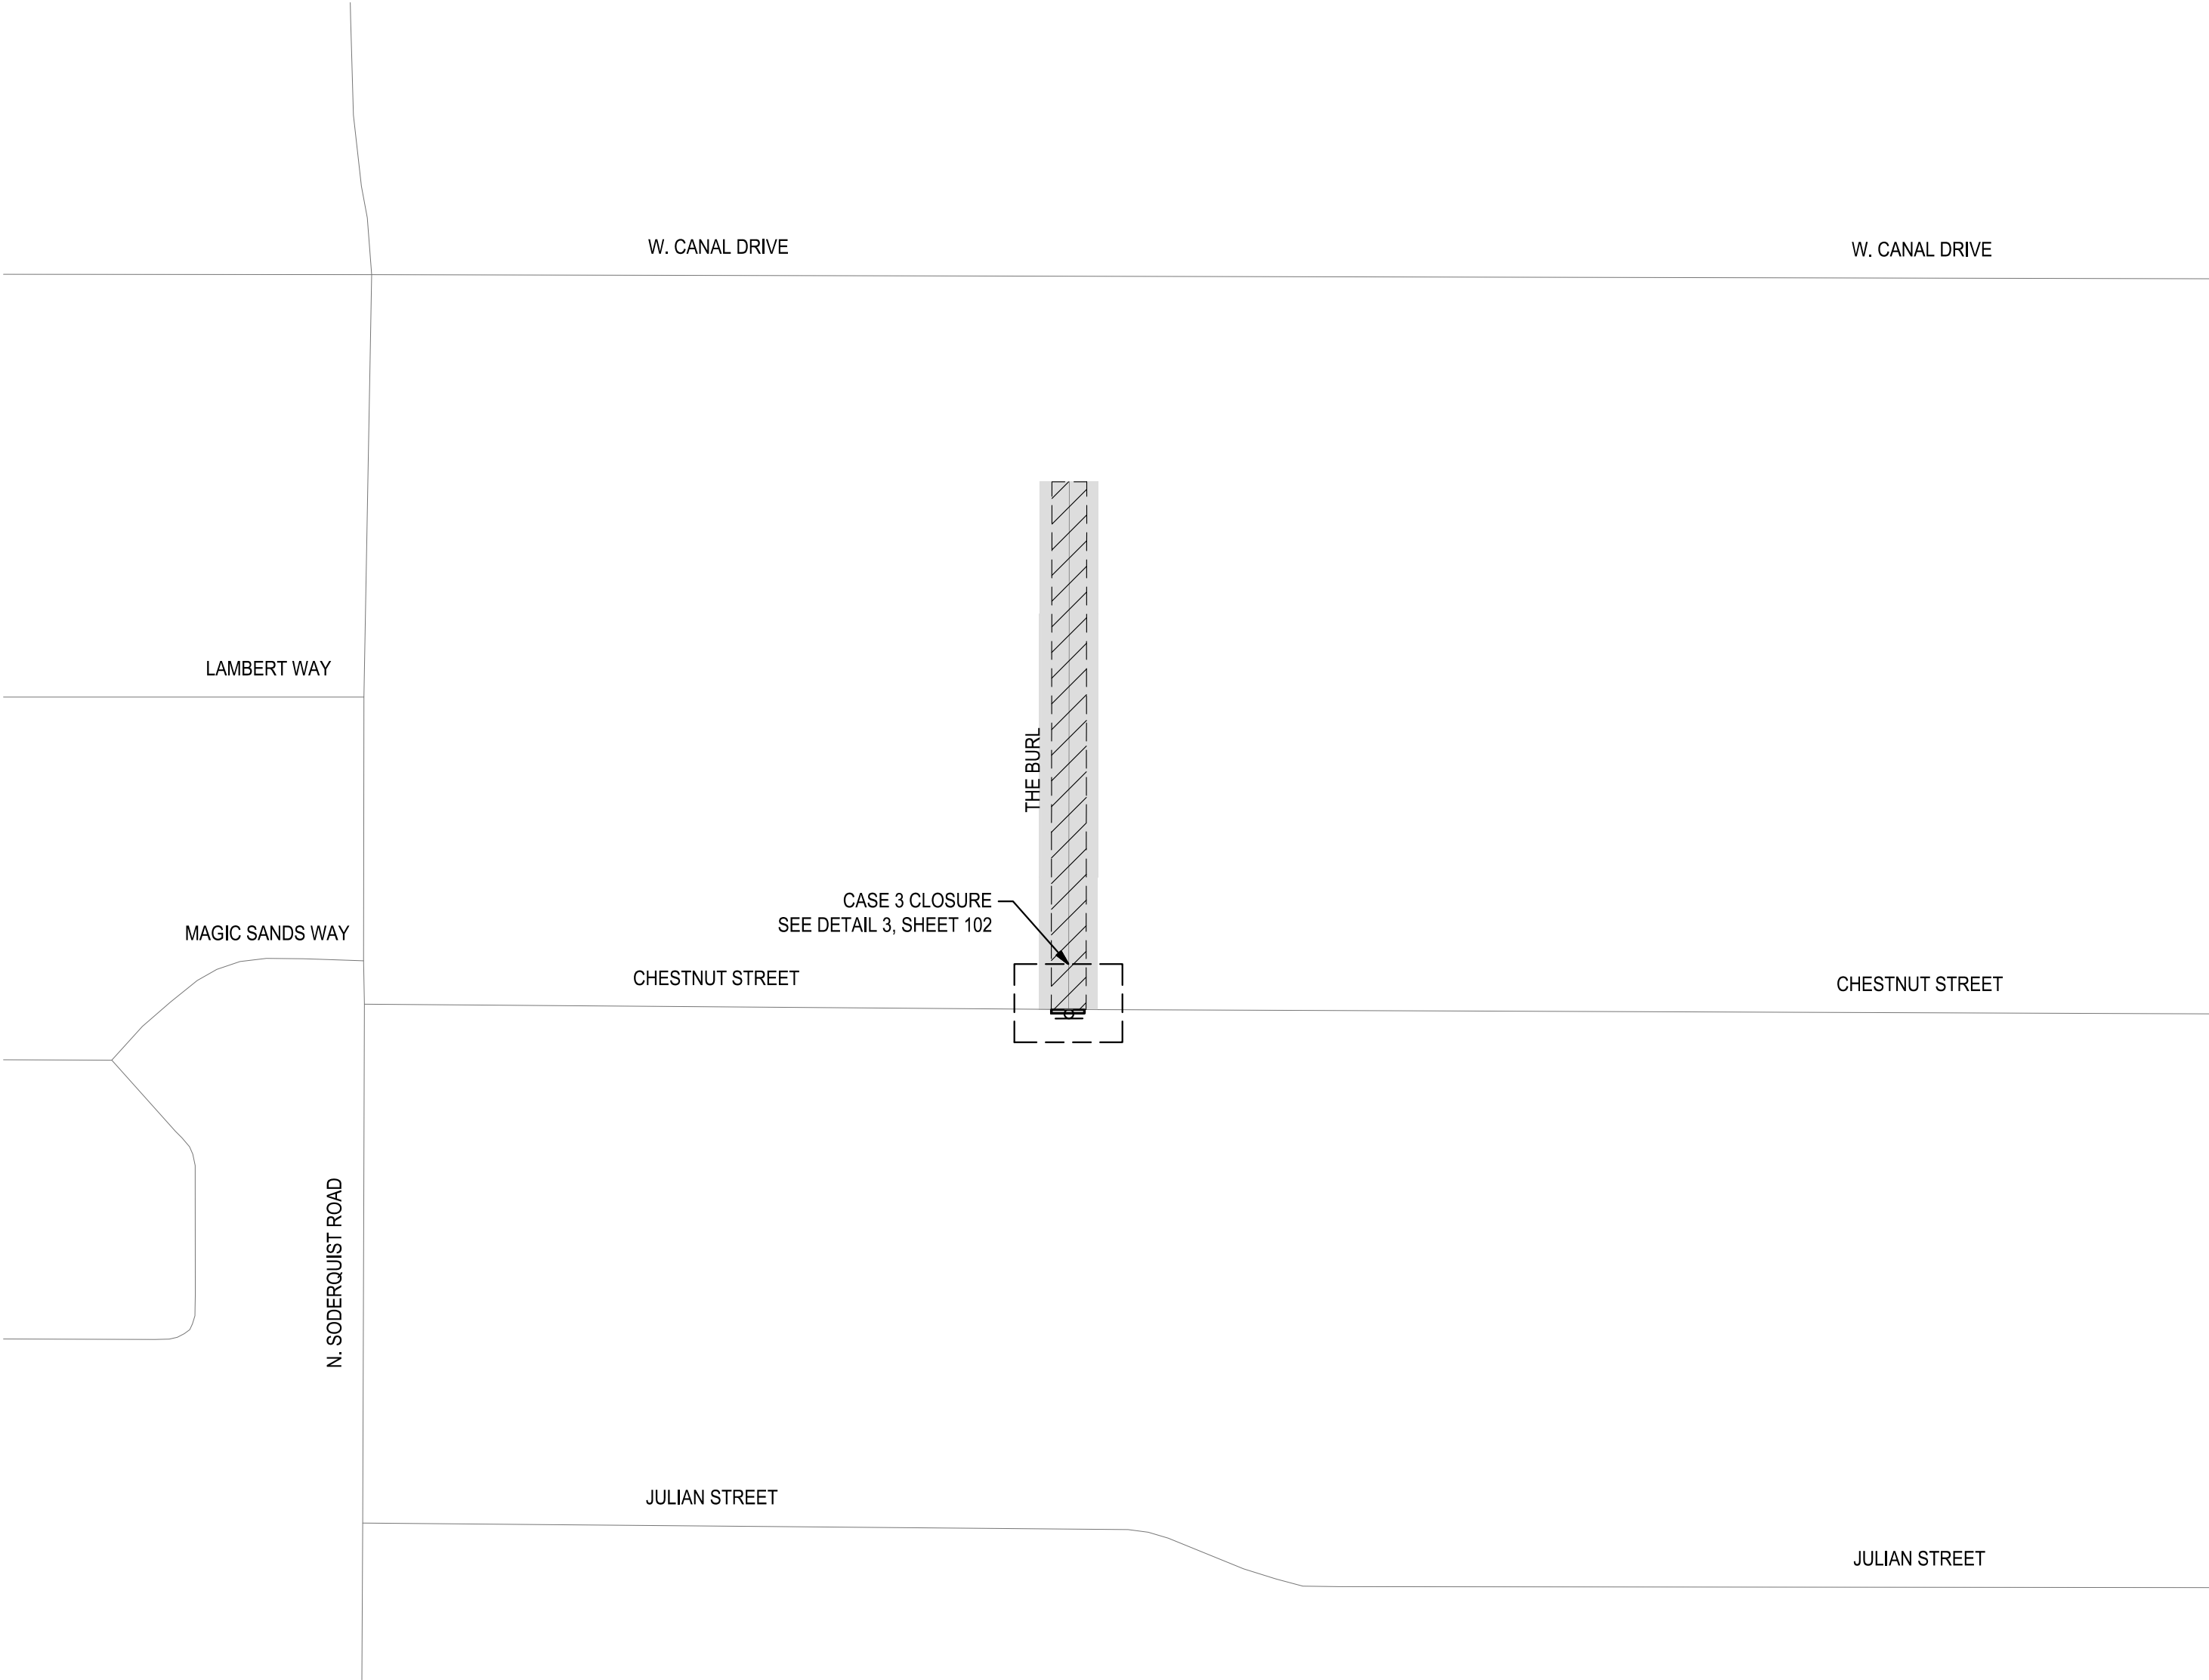 W. CANAL DRIVE
W. CANAL DRIVE
LAMBERT WAY
THE BURL
CASE 3 CLOSURE
SEE DETAIL 3, SHEET 102
MAGIC SANDS WAY
CHESTNUT STREET
CHESTNUT STREET
N. SODERQUIST ROAD
JULIAN STREET
JULIAN STREET